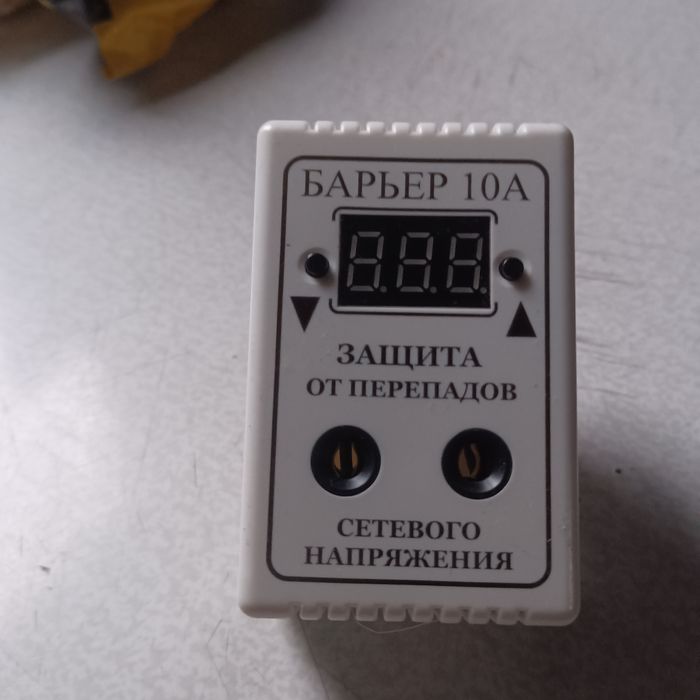 БАРЬЕР 10А
ЗАЩИТА
ОТ ПЕРЕПАДОВ
СЕТЕВОГО
НАПРЯЖЕНИЯ